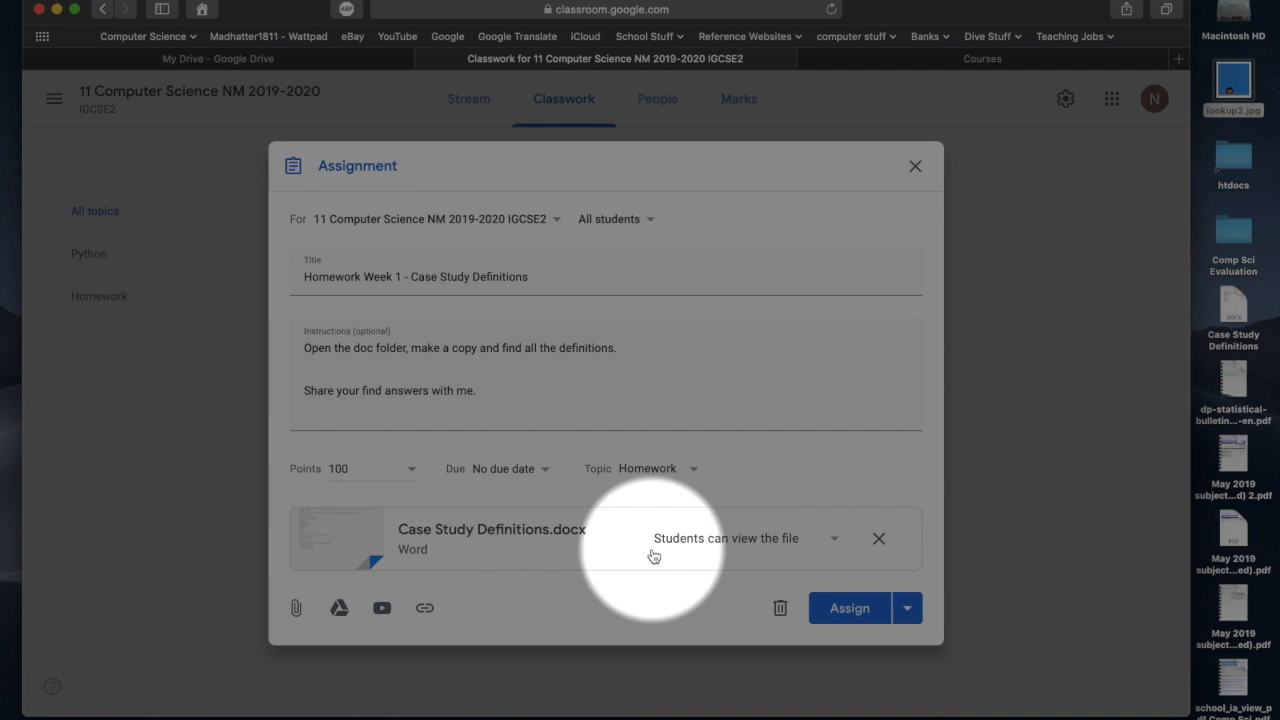 ABP
classroom.google.com
Computer Science
Madhatter1811 - Wattpad
eBay
YouTube
Google
Google Translate
iCloud
School Stuff
Reference Websites
computer stuff
Banks
Dive Stuff
Teaching Jobs
My Drive - Google Drive
Classwork for 11 Computer Science NM 2019-2020 IGCSE2
Courses
11 Computer Science NM 2019-2020
IGCSE2
Stream
Classwork
People
Marks
N
All topics
Python
Homework
Assignment
For 11 Computer Science NM 2019-2020 IGCSE2 All students
Title
Homework Week 1 - Case Study Definitions
Instructions (optional)
Open the doc folder, make a copy and find all the definitions.
Share your find answers with me.
Points 100 Due No due date Topic Homework
Case Study Definitions.docx
Word
Students can view the file
Assign
Macintosh HD
lookup2.jpg
htdocs
Comp Sci
Evaluation
DOCX
Case Study
Definitions
dp-statistical-
bulletin...-en.pdf
May 2019
subject...d) 2.pdf
PDF
May 2019
subject...ed).pdf
May 2019
subject...ed).pdf
school_ia_view_p
df Comp Sci.pdf